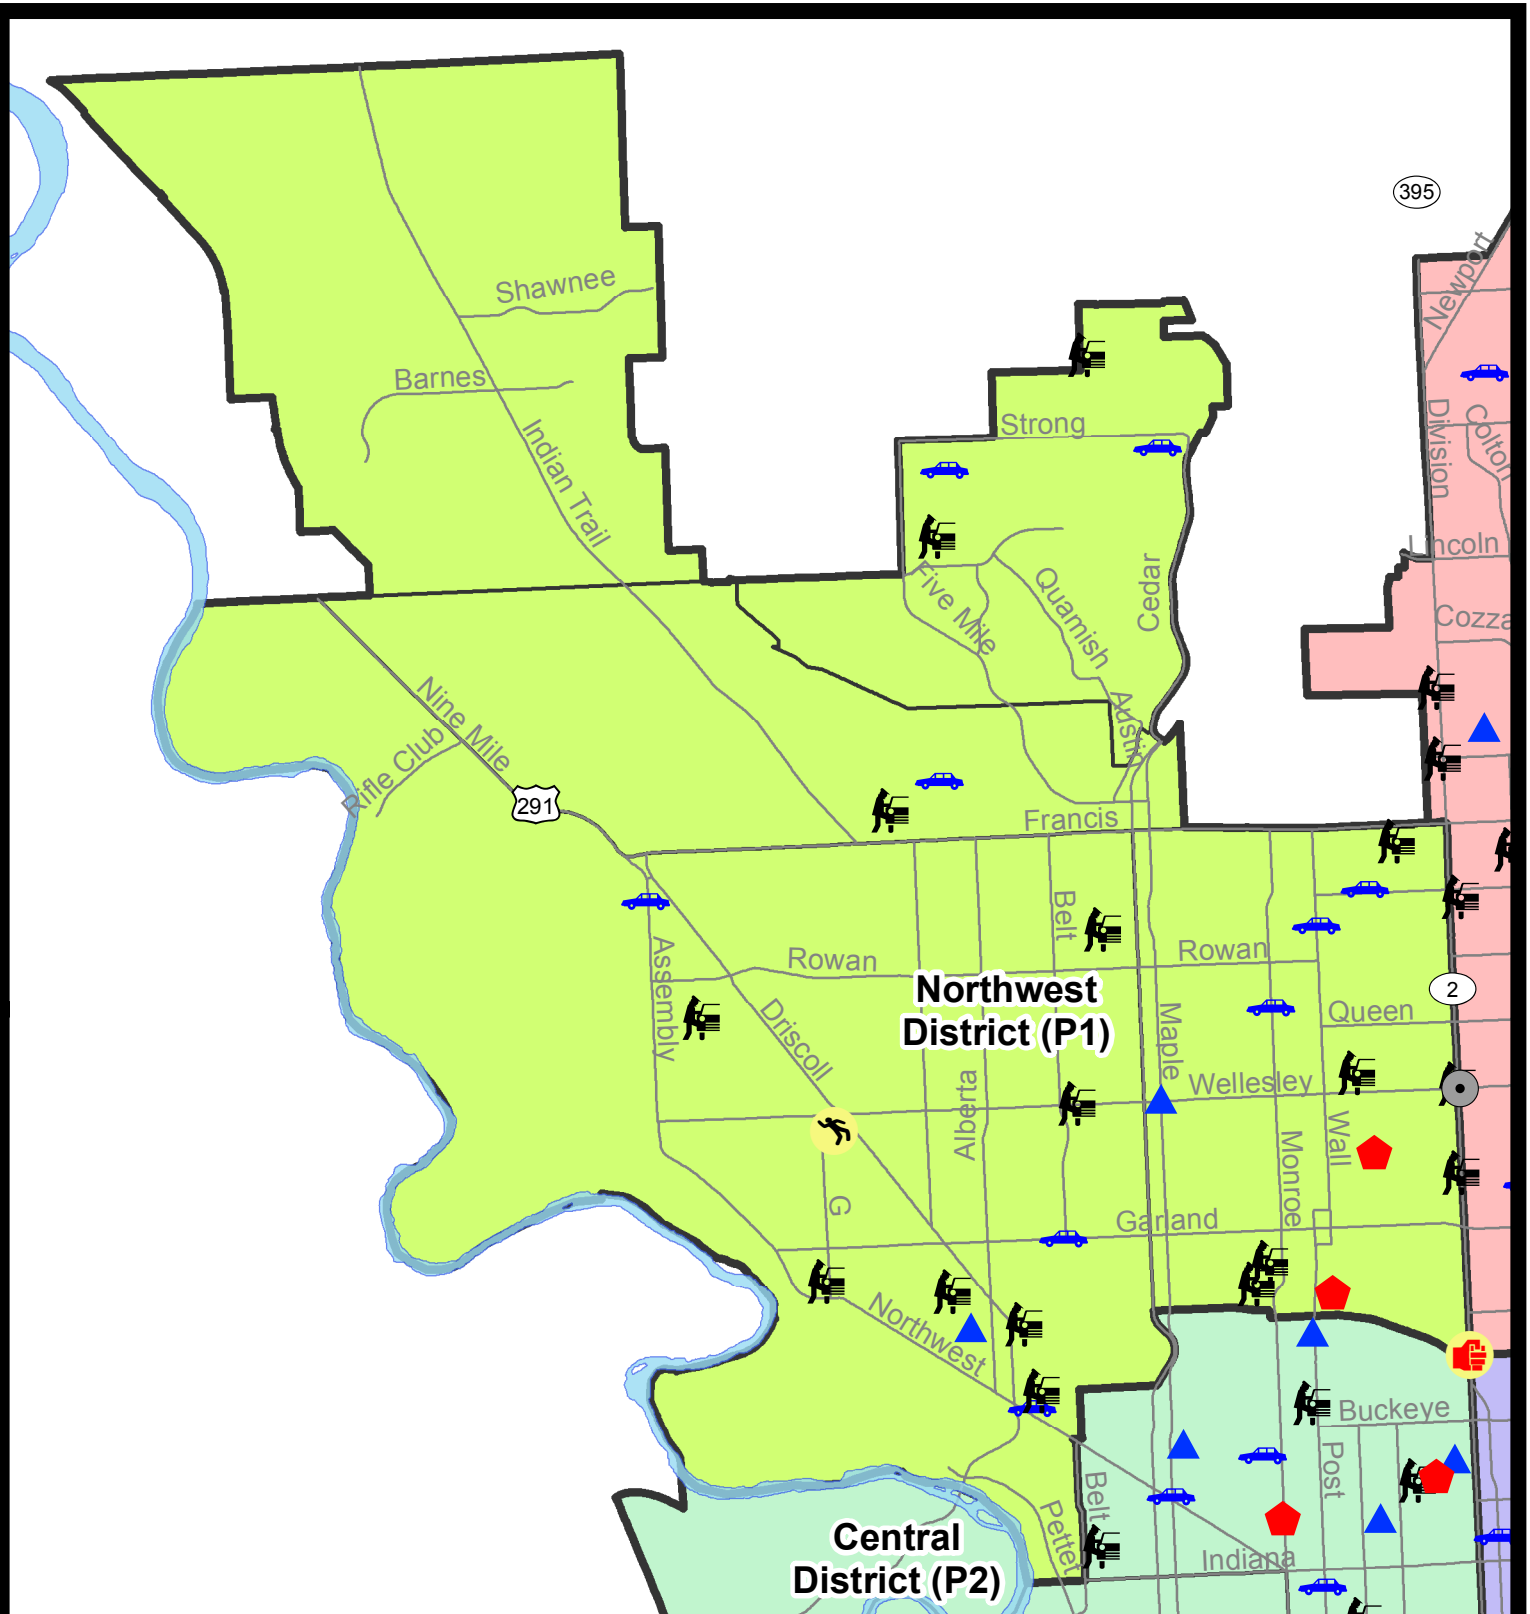 395
Newport
Shawnee
Barnes
Indian Trail
Strong
Division
Colton
Lincoln
Five Mile
Quamish
Cedar
Cozza
Austin
Nine Mile
Rifle Club
291
Francis
Belt
Assembly
Rowan
Rowan
Northwest
District (P1)
2
Queen
Driscoll
Maple
Wellesley
Alberta
Wall
Monroe
G
Garland
Northwest
Buckeye
Post
Belt
Pettet
Indiana
Central
District (P2)